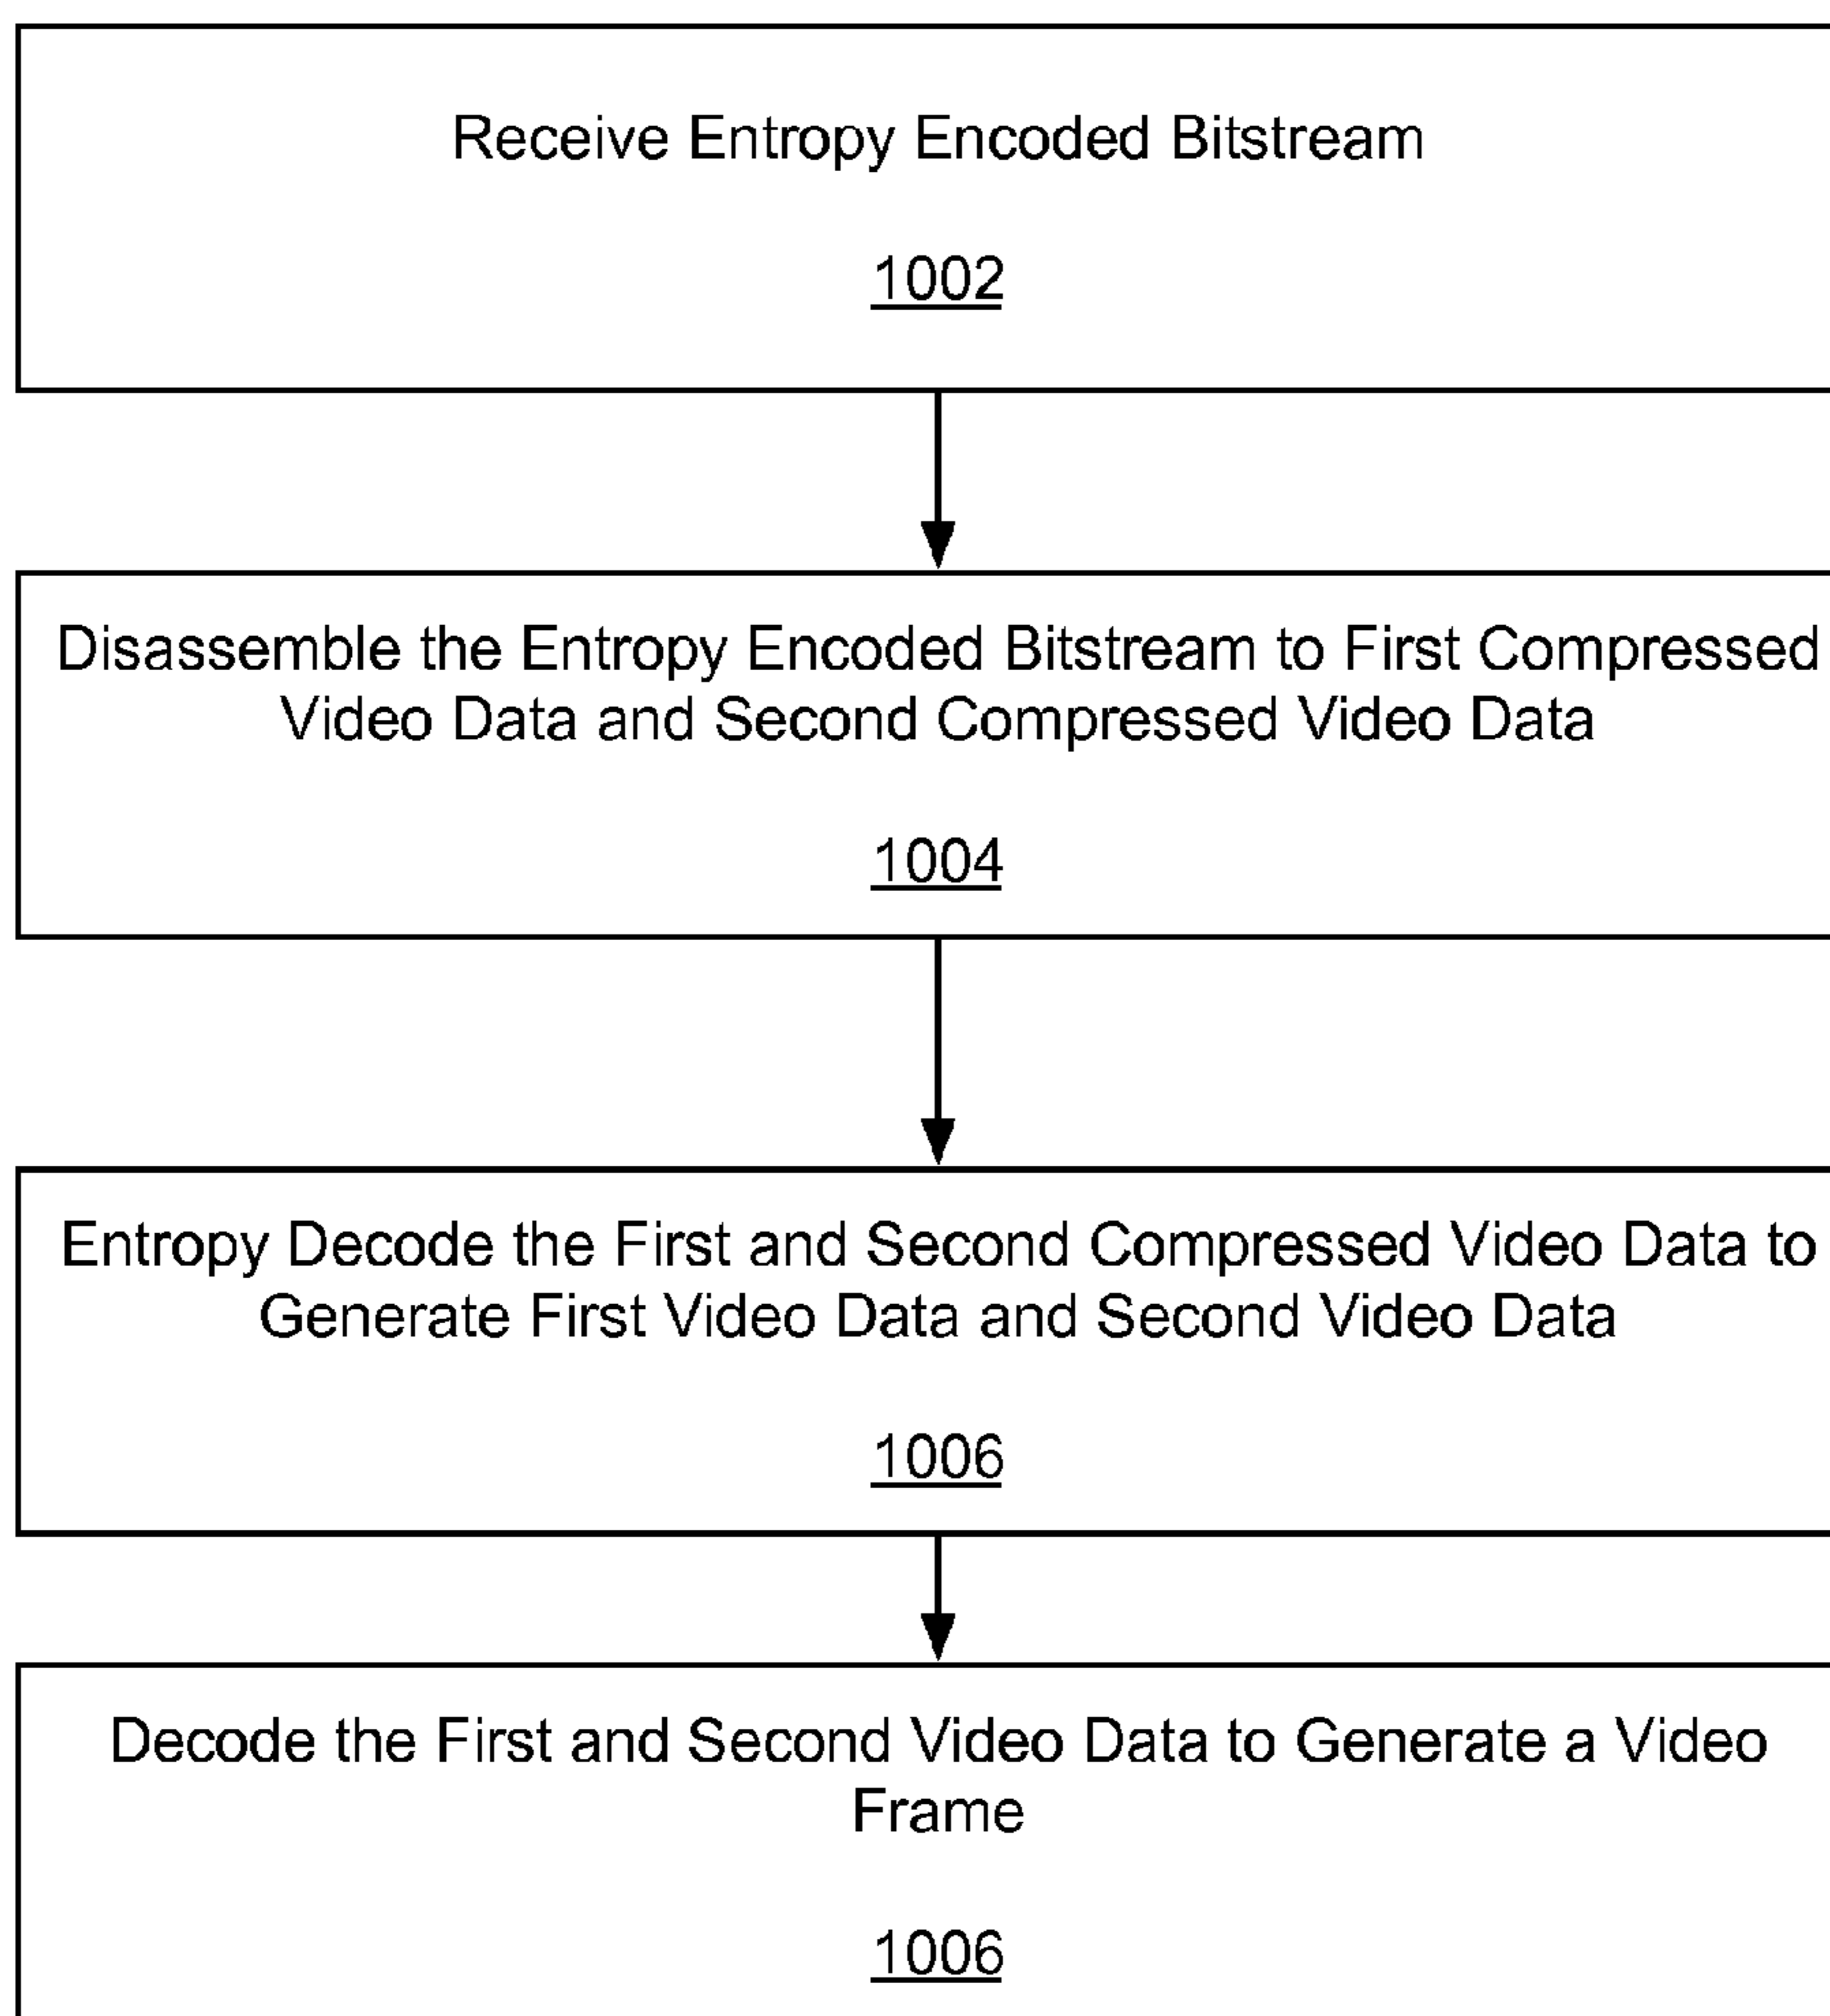 Receive Entropy Encoded Bitstream
1002
Disassemble the Entropy Encoded Bitstream to First Compressed
Video Data and Second Compressed Video Data
1004
Entropy Decode the First and Second Compressed Video Data to
Generate First Video Data and Second Video Data
1006
Decode the First and Second Video Data to Generate a Video
Frame
1006